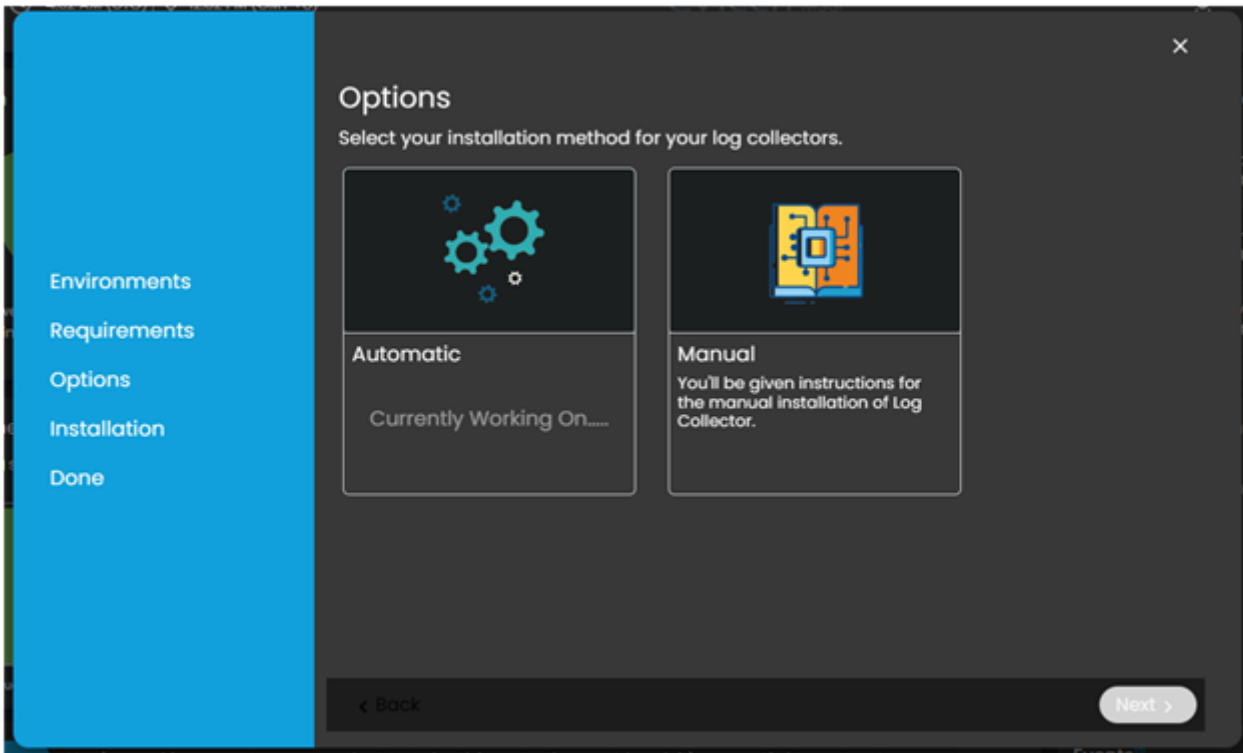 Options
Select your installation method for your log collectors.
Environments
Requirements
Options
Installation
Done
Automatic
Currently Working On.....
Manual
You'll be given instructions for
the manual installation of Log
Collector.
Back
Next
Events